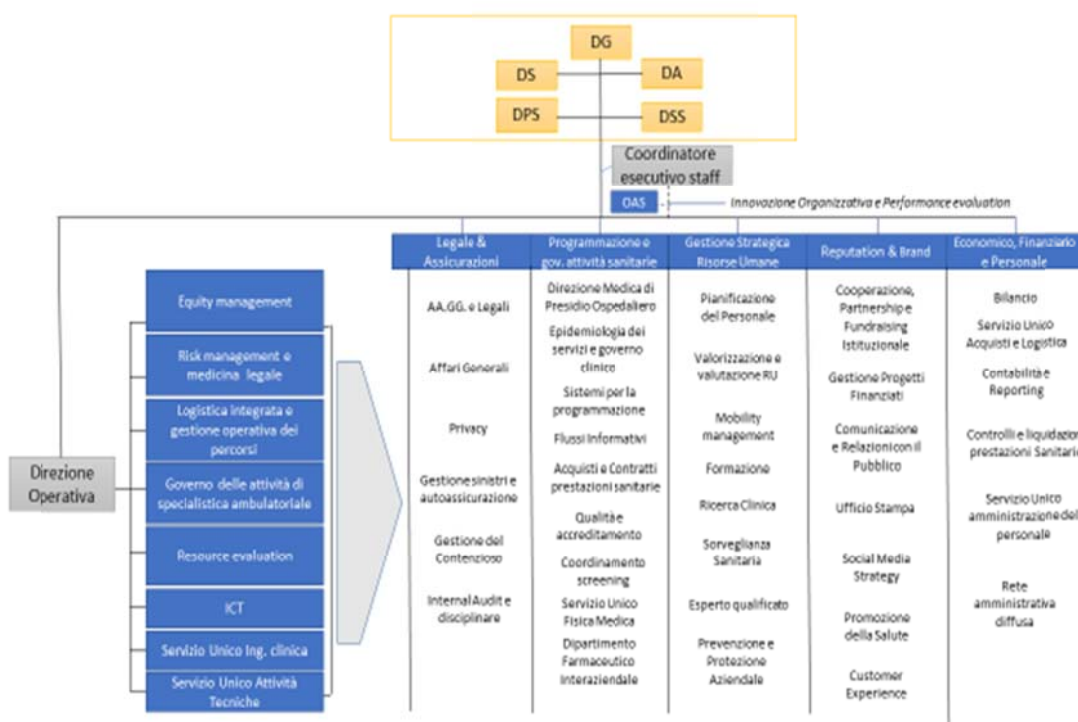 DG
DS
DA
DPS
DSS
Coordinatore
esecutivo staff
OAS
Innovazione Organizzativa e Performance evaluation
Direzione
Operativa
Equity management
Risk management e
medicina legale
Logistica integrata e
gestione operativa dei
percorsi
Governo delle attività di
specialistica ambulatoriale
Resource evaluation
ICT
Servizio Unico Ing. clinica
Servizio Unico Attività
Tecniche
Legale &
Assicurazioni
AA.GG. e Legali
Affari Generali
Privacy
Gestione sinistri e
autoassicurazione
Gestione del
Contenzioso
Internal Audit e
disciplinare
Programmazione e
gov. attività sanitarie
Direzione Medica di
Presidio Ospedaliero
Epidemiologia dei
servizi e governo
clinico
Sistemi per la
programmazione
Flussi Informativi
Acquisti e Contratti
prestazioni sanitarie
Qualità e
accreditamento
Coordinamento
screening
Servizio Unico
Fisica Medica
Dipartimento
Farmaceutico
Interaziendale
Gestione Strategica
Risorse Umane
Pianificazione
del Personale
Valorizzazione e
valutazione RU
Mobility
management
Formazione
Ricerca Clinica
Sorveglianza
Sanitaria
Esperto qualificato
Prevenzione e
Protezione
Aziendale
Reputation & Brand
Cooperazione,
Partnership e
Fundraising
Istituzionale
Gestione Progetti
Finanziati
Comunicazione
e Relazioni con il
Pubblico
Ufficio Stampa
Social Media
Strategy
Promozione
della Salute
Customer
Experience
Economico, Finanziario
e Personale
Bilancio
Servizio Unico
Acquisti e Logistica
Contabilità e
Reporting
Controlli e liquidazion
prestazioni Sanitarie
Servizio Unico
amministrazione del
personale
Rete
amministrativa
diffusa